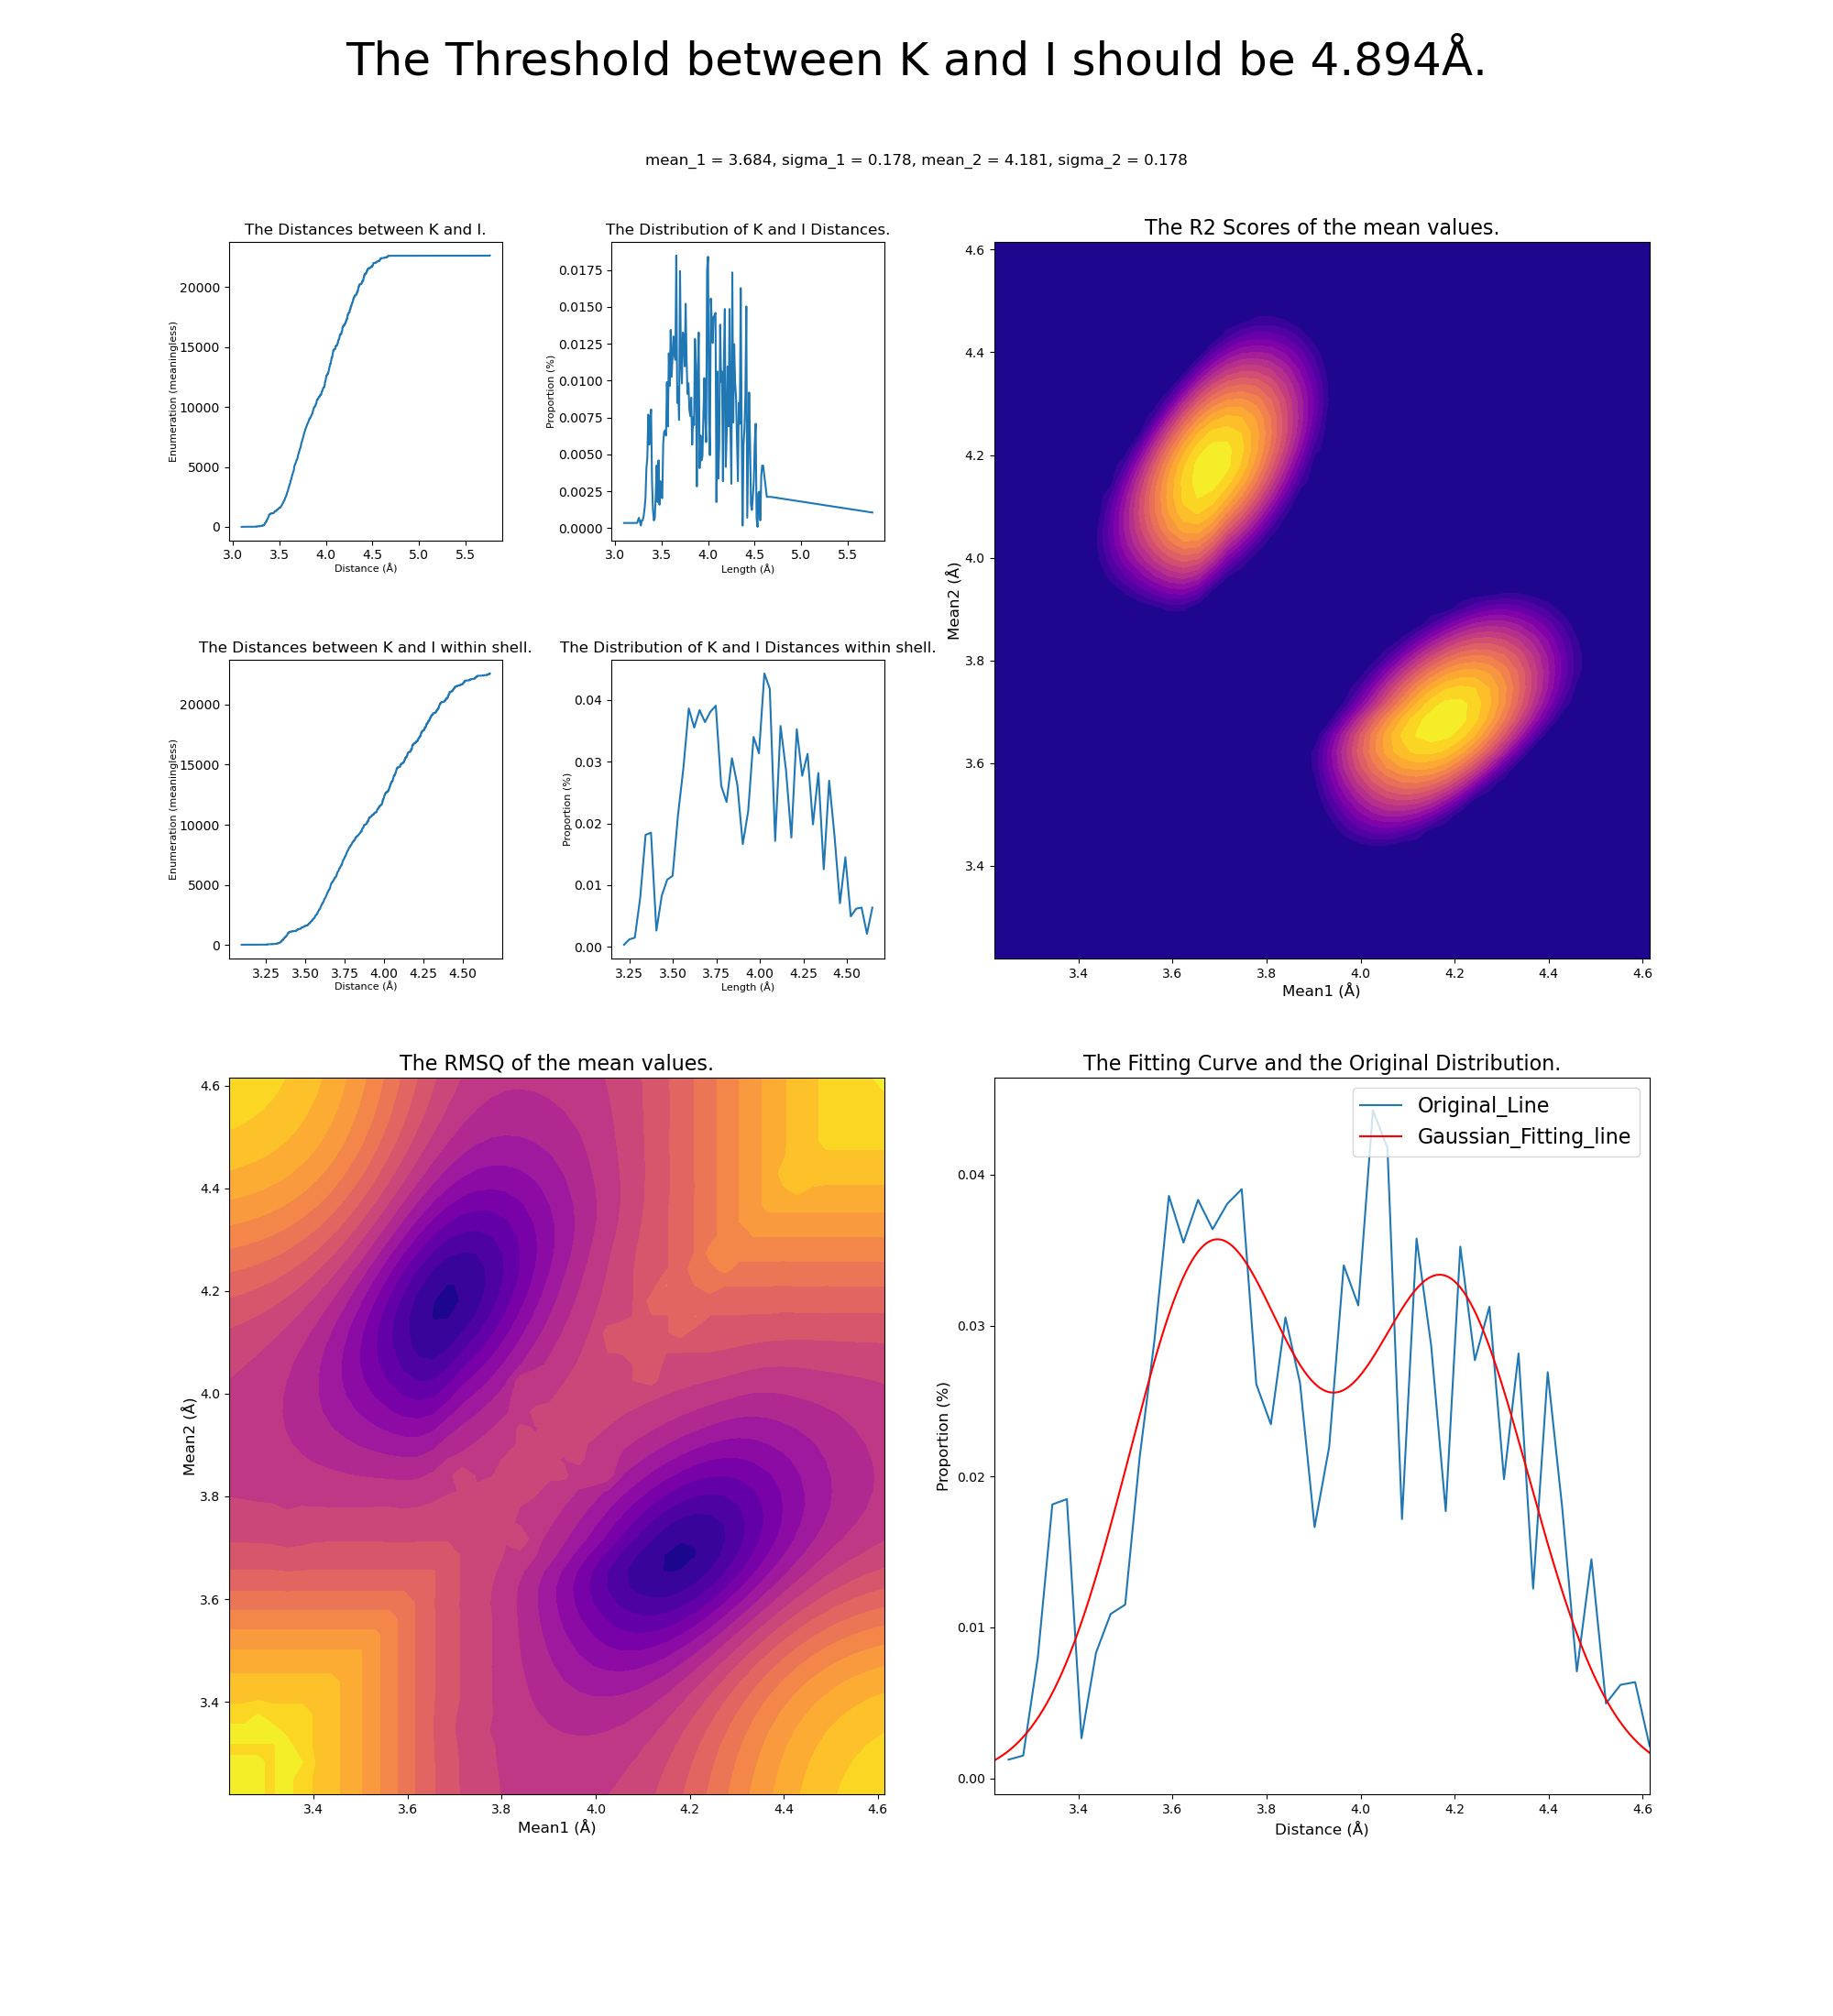 The Threshold between K and I should be 4.894Å.
mean_1 = 3.684, sigma_1 = 0.178, mean_2 = 4.181, sigma_2 = 0.178
The Distances between K and I.
Enumeration (meaningless)
20000
15000
10000
5000
0
3.0 3.5 4.0 4.5 5.0 5.5
Distance (Å)
The Distribution of K and I Distances.
Proportion (%)
0.0175
0.0150
0.0125
0.0100
0.0075
0.0050
0.0025
0.0000
3.0 3.5 4.0 4.5 5.0 5.5
Length (Å)
The R2 Scores of the mean values.
Mean2 (Å)
4.6
4.4
4.2
4.0
3.8
3.6
3.4
3.4 3.6 3.8 4.0 4.2 4.4 4.6
Mean1 (Å)
The Distances between K and I within shell.
Enumeration (meaningless)
20000
15000
10000
5000
0
3.25 3.50 3.75 4.00 4.25 4.50
Distance (Å)
The Distribution of K and I Distances within shell.
Proportion (%)
0.04
0.03
0.02
0.01
0.00
3.25 3.50 3.75 4.00 4.25 4.50
Length (Å)
The RMSQ of the mean values.
Mean2 (Å)
4.6
4.4
4.2
4.0
3.8
3.6
3.4
3.4 3.6 3.8 4.0 4.2 4.4 4.6
Mean1 (Å)
The Fitting Curve and the Original Distribution.
Original_Line
Gaussian_Fitting_line
Proportion (%)
0.04
0.03
0.02
0.01
0.00
3.4 3.6 3.8 4.0 4.2 4.4 4.6
Distance (Å)